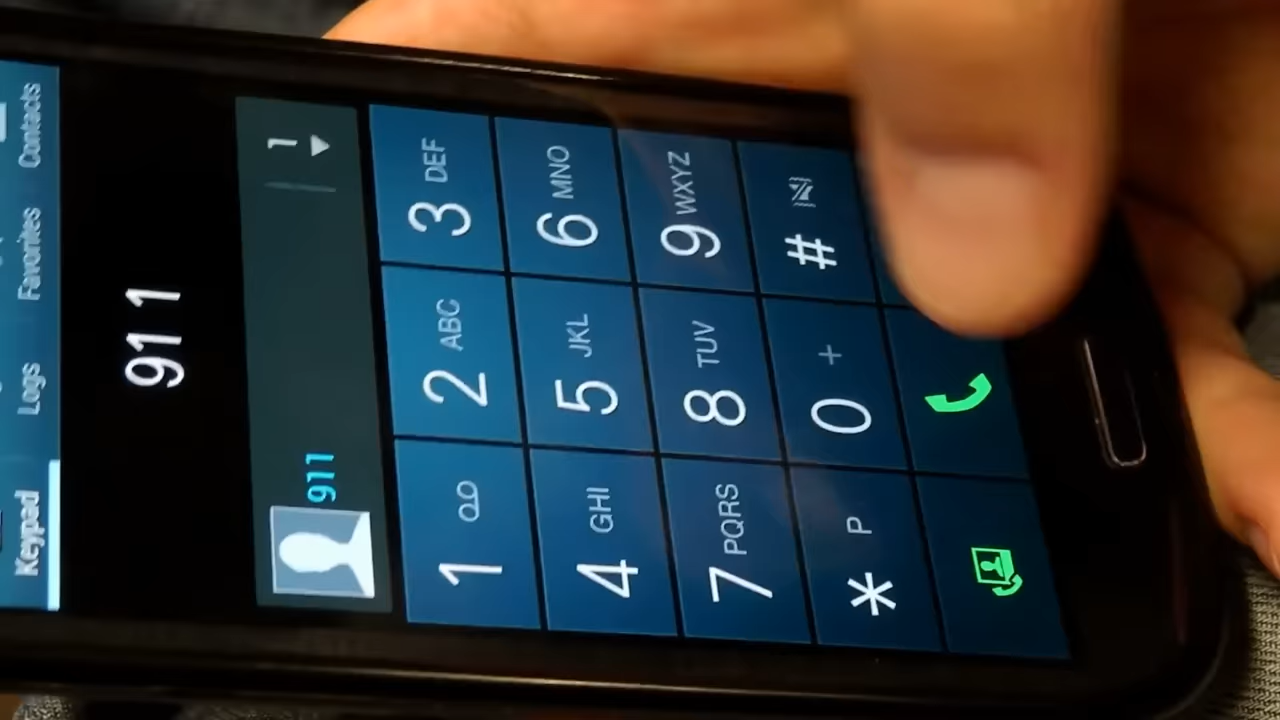 Keypad Logs Favorites Contacts
911
911 1
1 2 ABC 3 DEF
4 GHI 5 JKL 6 MNO
7 PQRS 8 TUV 9 WXYZ
* P 0 + #